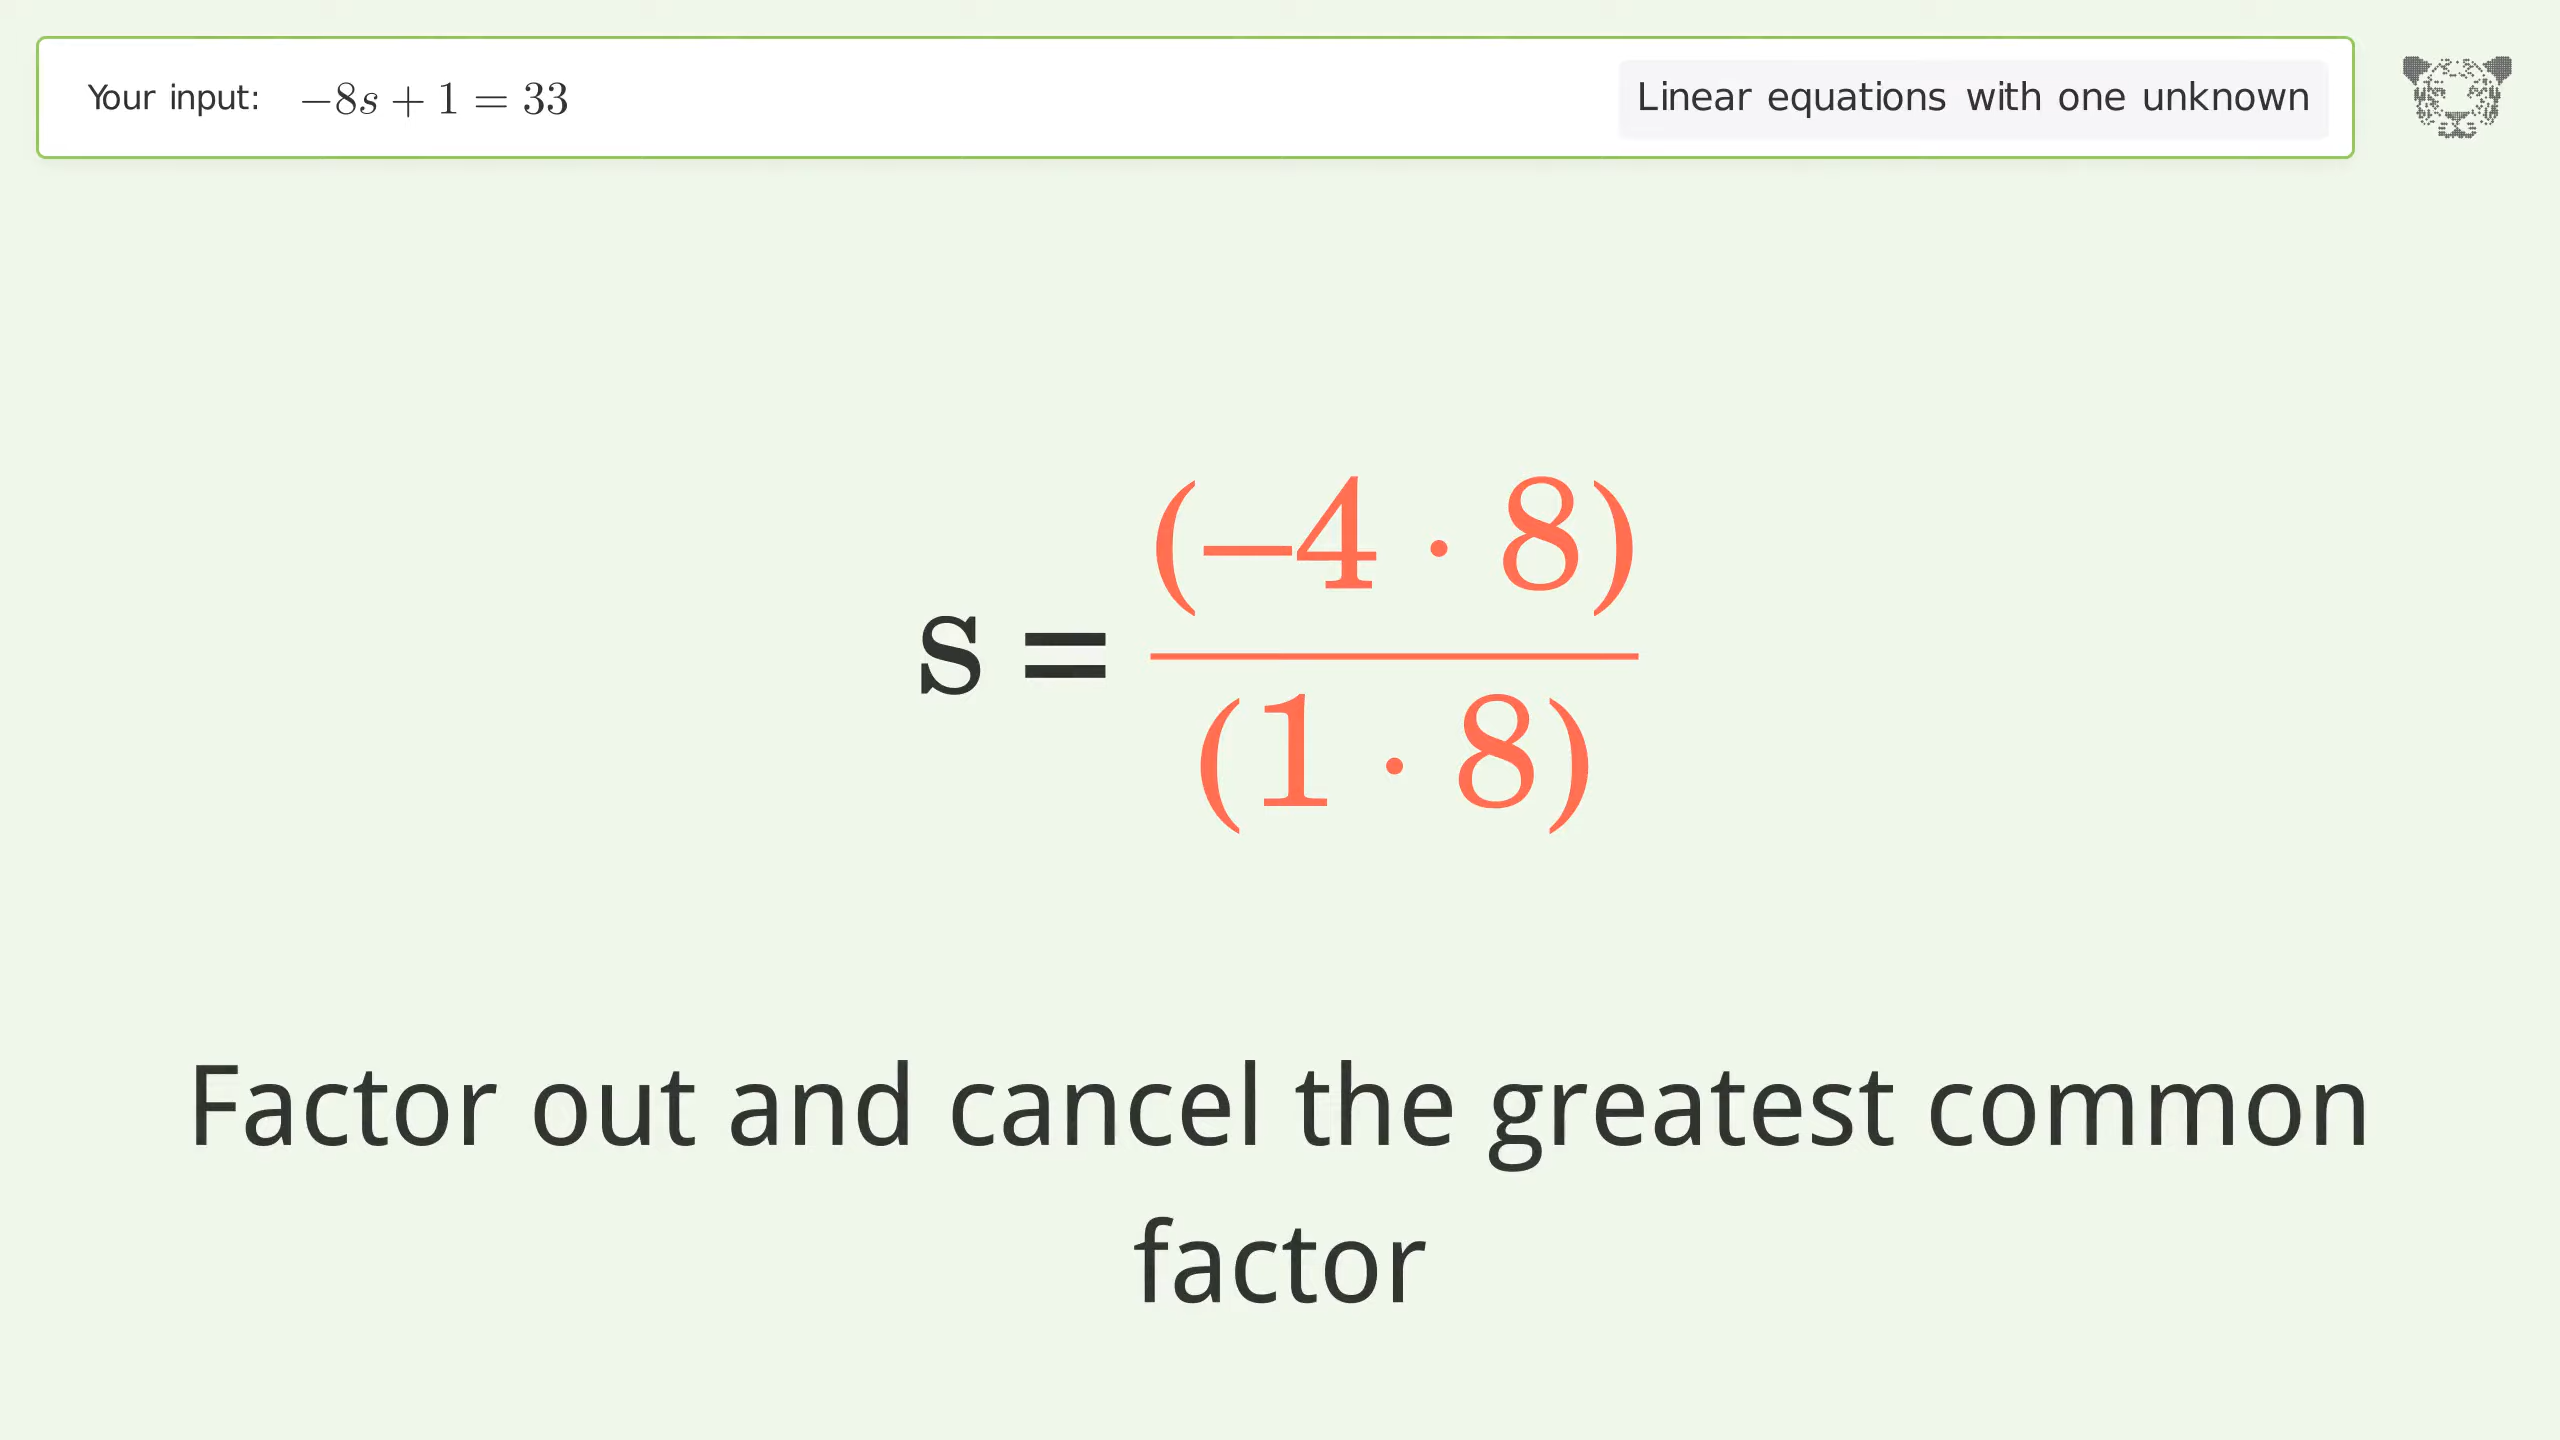 Your input: −8s + 1 = 33
Linear equations with one unknown
s = (−4 · 8) / (1 · 8)
Factor out and cancel the greatest common
factor